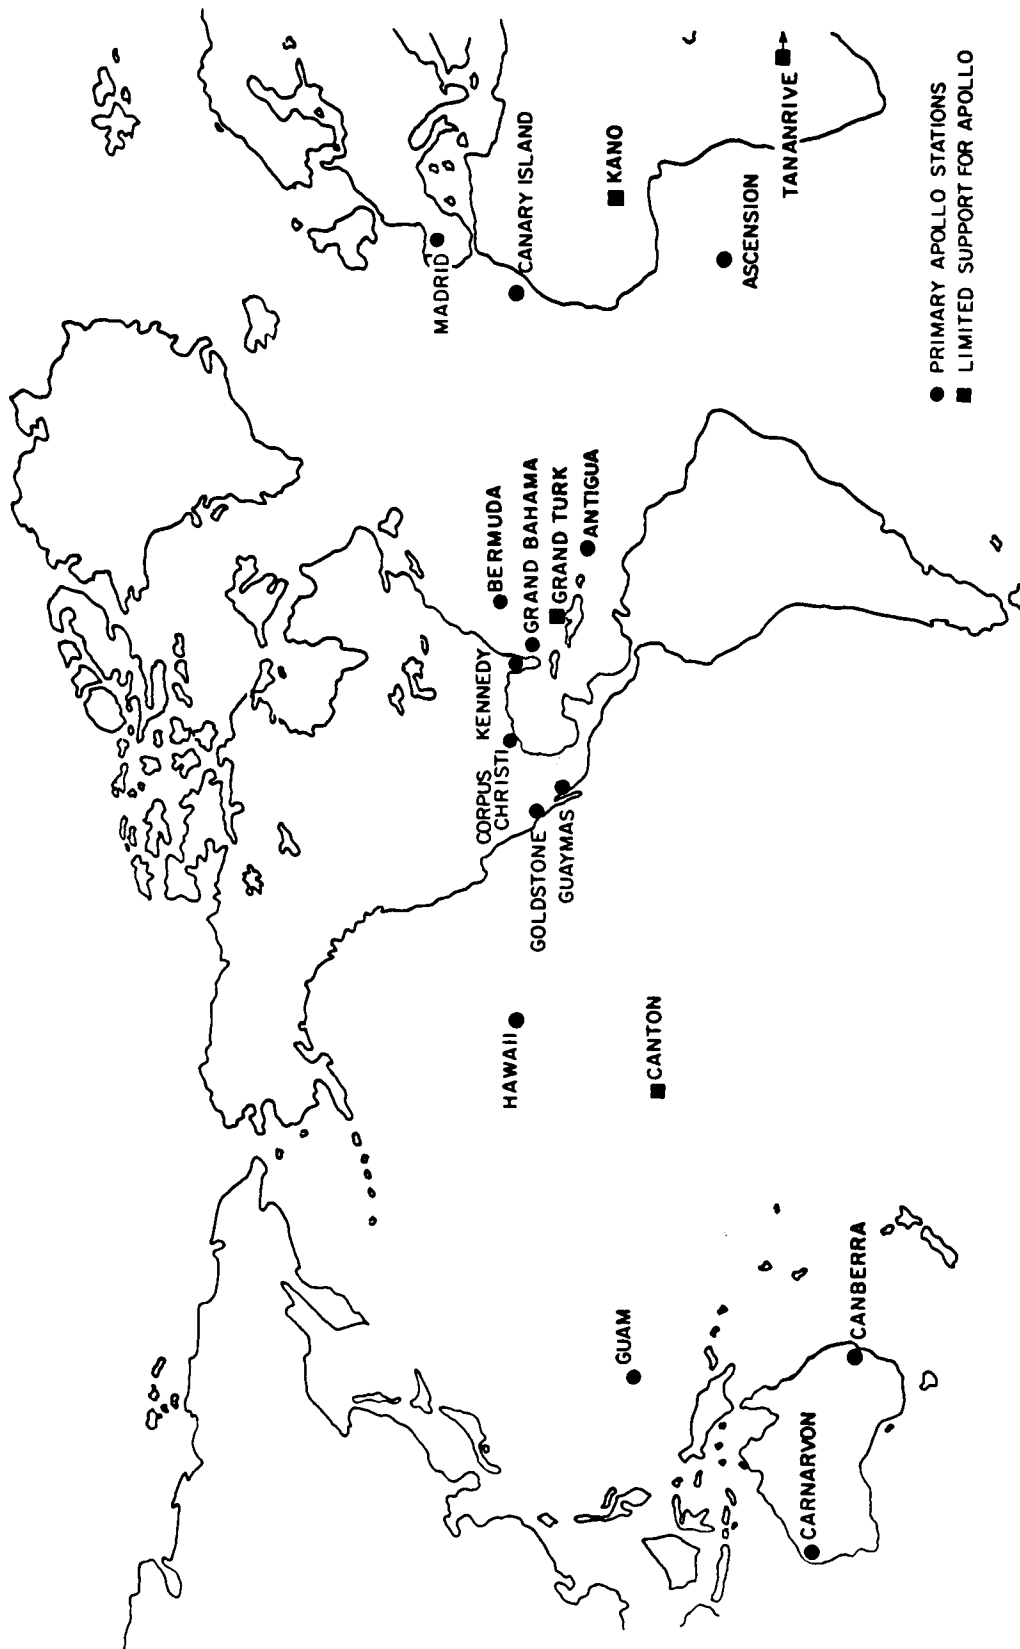 MADRID
CANARY ISLAND
KANO
ASCENSION
TANANRIVE
BERMUDA
GRAND BAHAMA
GRAND TURK
ANTIGUA
KENNEDY
CORPUS
CHRISTI
GOLDSTONE
GUAYMAS
HAWAII
CANTON
GUAM
CANBERRA
CARNARVON
PRIMARY APOLLO STATIONS
LIMITED SUPPORT FOR APOLLO